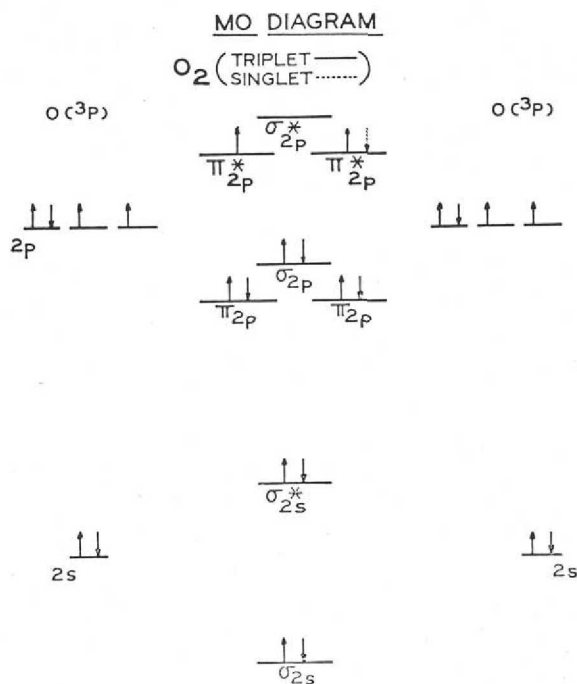 MO DIAGRAM
O₂ (TRIPLET —— SINGLET ------)
O(³P)
O(³P)
σ*2p
π*2p π*2p
2p
σ2p
π2p π2p
σ*2s
2s 2s
σ2s